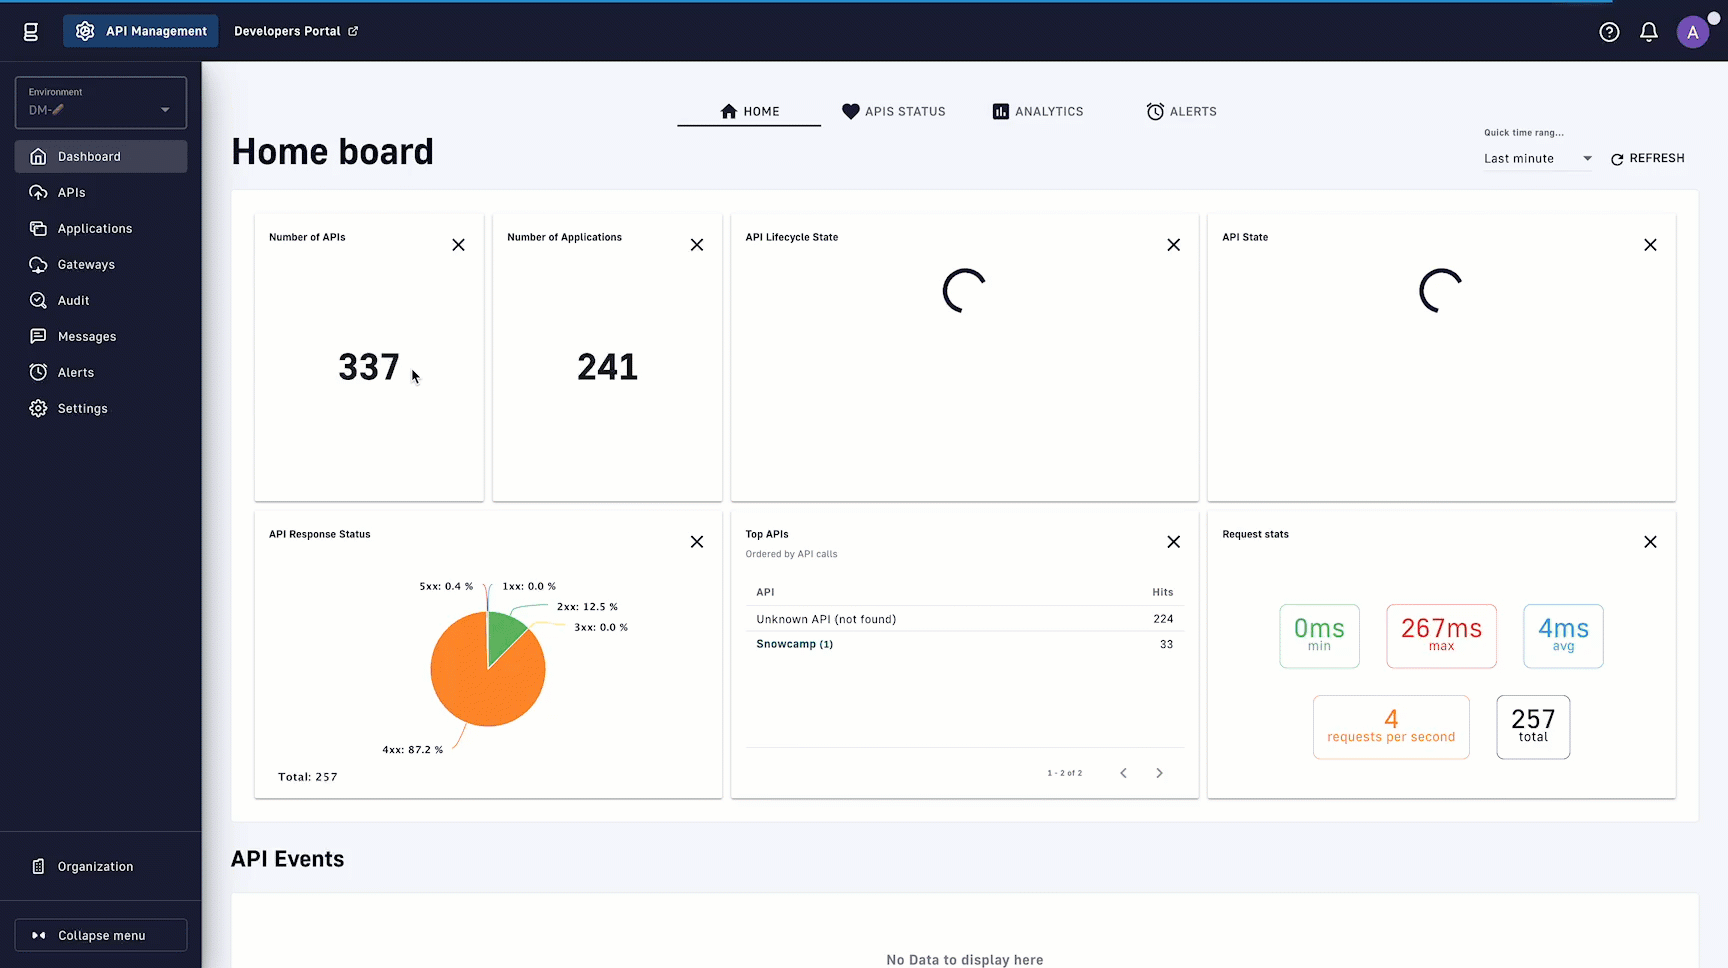 API Management
Developers Portal
A
Environment
DM-
Dashboard
APIs
Applications
Gateways
Audit
Messages
Alerts
Settings
Organization
Collapse menu
HOME
APIS STATUS
ANALYTICS
ALERTS
Home board
Quick time rang...
Last minute
REFRESH
Number of APIs
337
Number of Applications
241
API Lifecycle State
API State
API Response Status
5xx: 0.4 %
1xx: 0.0 %
2xx: 12.5 %
3xx: 0.0 %
4xx: 87.2 %
Total: 257
Top APIs
Ordered by API calls
API Hits
Unknown API (not found) 224
Snowcamp (1) 33
1 - 2 of 2
Request stats
0ms
min
267ms
max
4ms
avg
4
requests per second
257
total
API Events
No Data to display here